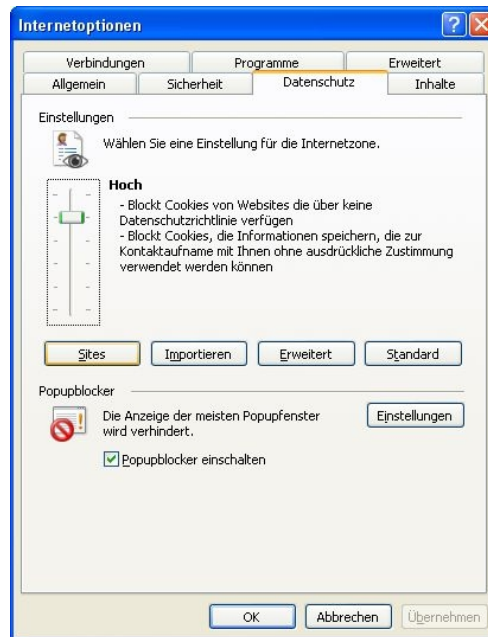 Internetoptionen
Verbindungen Programme Erweitert
Allgemein Sicherheit Datenschutz Inhalte
Einstellungen
Wählen Sie eine Einstellung für die Internetzone.
Hoch
- Blockt Cookies von Websites die über keine
Datenschutzrichtlinie verfügen
- Blockt Cookies, die Informationen speichern, die zur
Kontaktaufname mit Ihnen ohne ausdrückliche Zustimmung
verwendet werden können
Sites Importieren Erweitert Standard
Popupblocker
Die Anzeige der meisten Popupfenster
wird verhindert.
Einstellungen
Popupblocker einschalten
OK Abbrechen Übernehmen